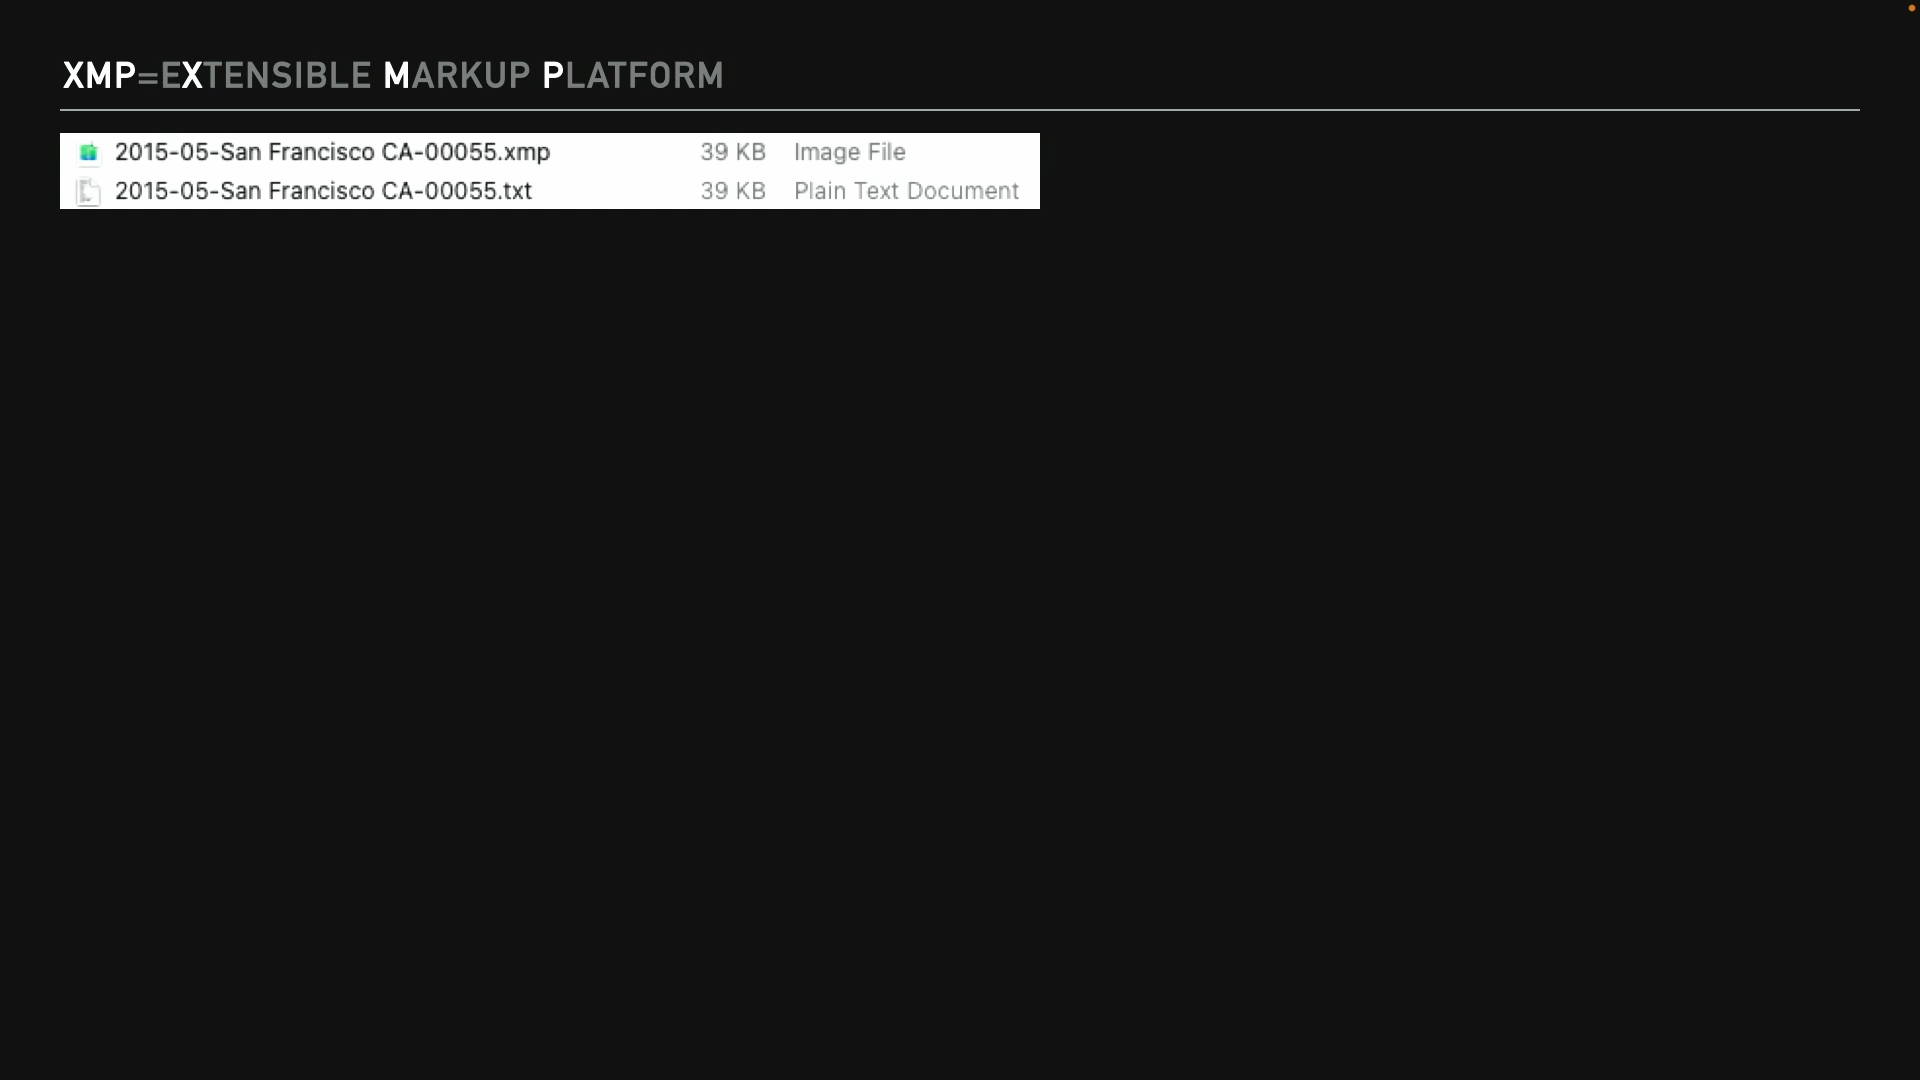 XMP=EXTENSIBLE MARKUP PLATFORM
2015-05-San Francisco CA-00055.xmp 39 KB Image File
2015-05-San Francisco CA-00055.txt 39 KB Plain Text Document